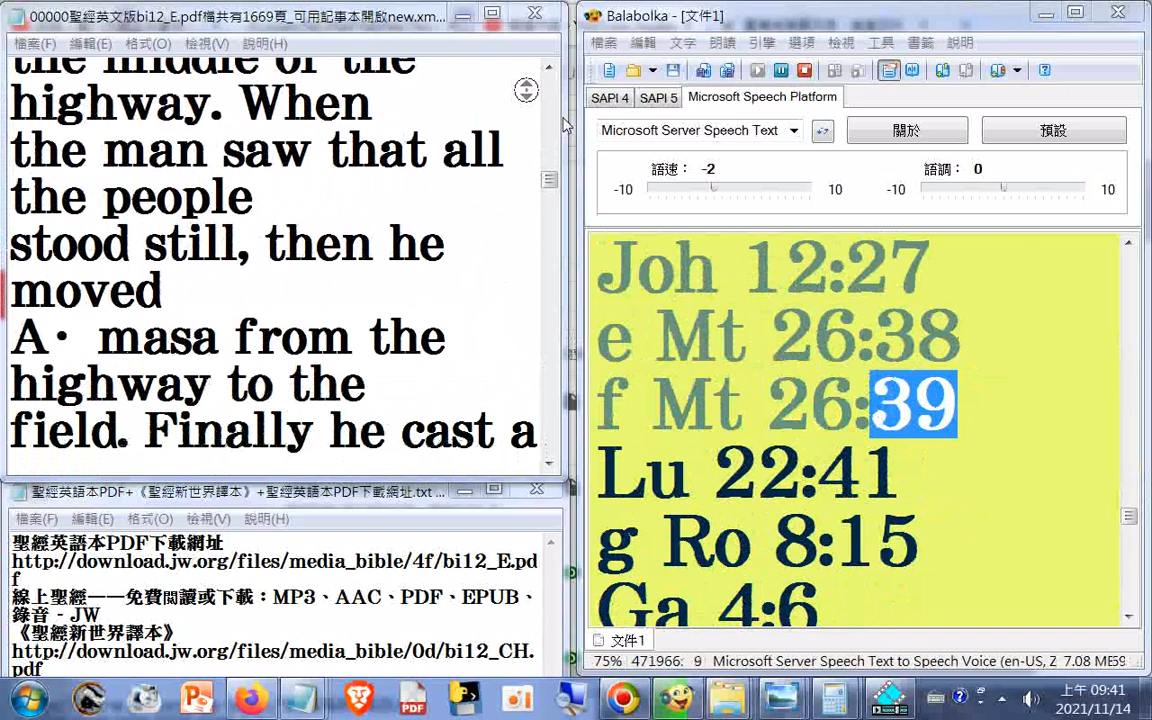 00000聖經英文版bi12_E.pdf檔共有1669頁_可用記事本開啟new.xm...
檔案(F) 編輯(E) 格式(O) 檢視(V) 說明(H)
the middle of the
highway. When
the man saw that all
the people
stood still, then he
moved
A· masa from the
highway to the
field. Finally he cast a
聖經英語本PDF+《聖經新世界譯本》+聖經英語本PDF下載網址.txt ...
檔案(F) 編輯(E) 格式(O) 檢視(V) 說明(H)
聖經英語本PDF下載網址
http://download.jw.org/files/media_bible/4f/bi12_E.pd
f
線上聖經——免費閱讀或下載：MP3、AAC、PDF、EPUB、
錄音 - JW
《聖經新世界譯本》
http://download.jw.org/files/media_bible/0d/bi12_CH.
pdf
Balabolka - [文件1]
檔案 編輯 文字 朗讀 引擎 選項 檢視 工具 書籤 說明
SAPI 4 SAPI 5 Microsoft Speech Platform
Microsoft Server Speech Text 關於 預設
語速： -2 語調： 0
-10 10 -10 10
Joh 12:27
e Mt 26:38
f Mt 26:39
Lu 22:41
g Ro 8:15
Ga 4:6
文件1
75% 471966: 9 Microsoft Server Speech Text to Speech Voice (en-US, Z 7.08 MB
上午 09:41
2021/11/14